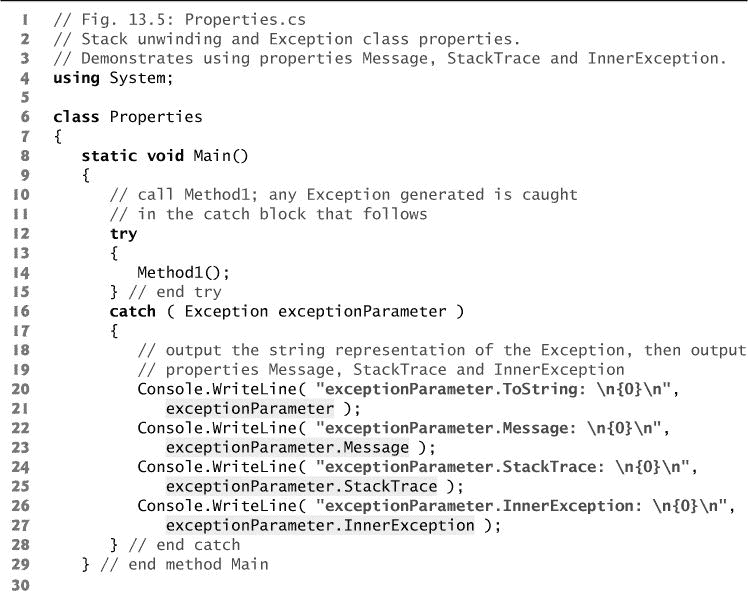 1 // Fig. 13.5: Properties.cs
2 // Stack unwinding and Exception class properties.
3 // Demonstrates using properties Message, StackTrace and InnerException.
4 using System;
5
6 class Properties
7 {
8 static void Main()
9 {
10 // call Method1; any Exception generated is caught
11 // in the catch block that follows
12 try
13 {
14 Method1();
15 } // end try
16 catch ( Exception exceptionParameter )
17 {
18 // output the string representation of the Exception, then output
19 // properties Message, StackTrace and InnerException
20 Console.WriteLine( "exceptionParameter.ToString: \n{0}\n",
21 exceptionParameter );
22 Console.WriteLine( "exceptionParameter.Message: \n{0}\n",
23 exceptionParameter.Message );
24 Console.WriteLine( "exceptionParameter.StackTrace: \n{0}\n",
25 exceptionParameter.StackTrace );
26 Console.WriteLine( "exceptionParameter.InnerException: \n{0}\n",
27 exceptionParameter.InnerException );
28 } // end catch
29 } // end method Main
30